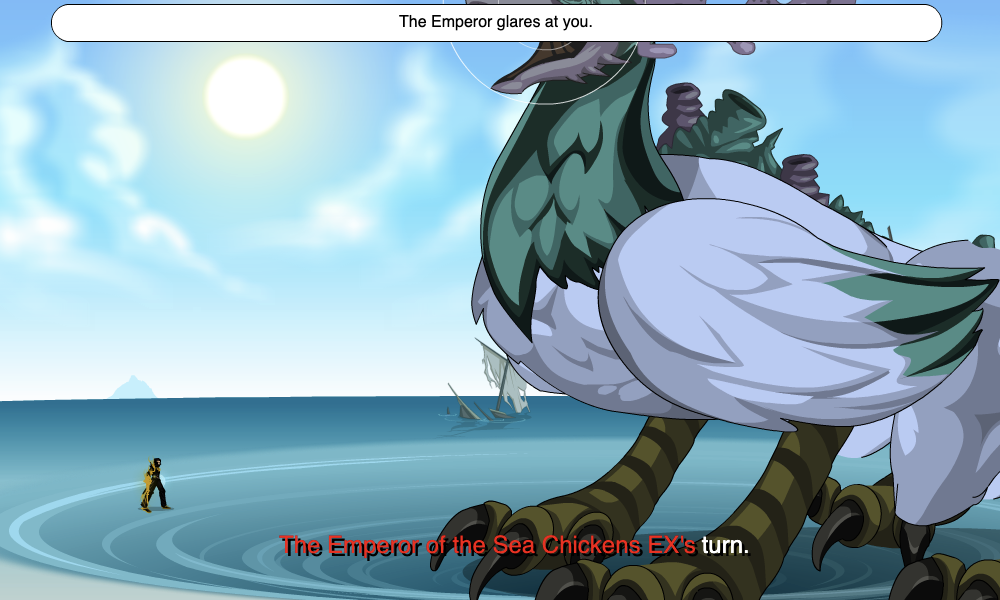 The Emperor glares at you.
The Emperor of the Sea Chickens EX's turn.